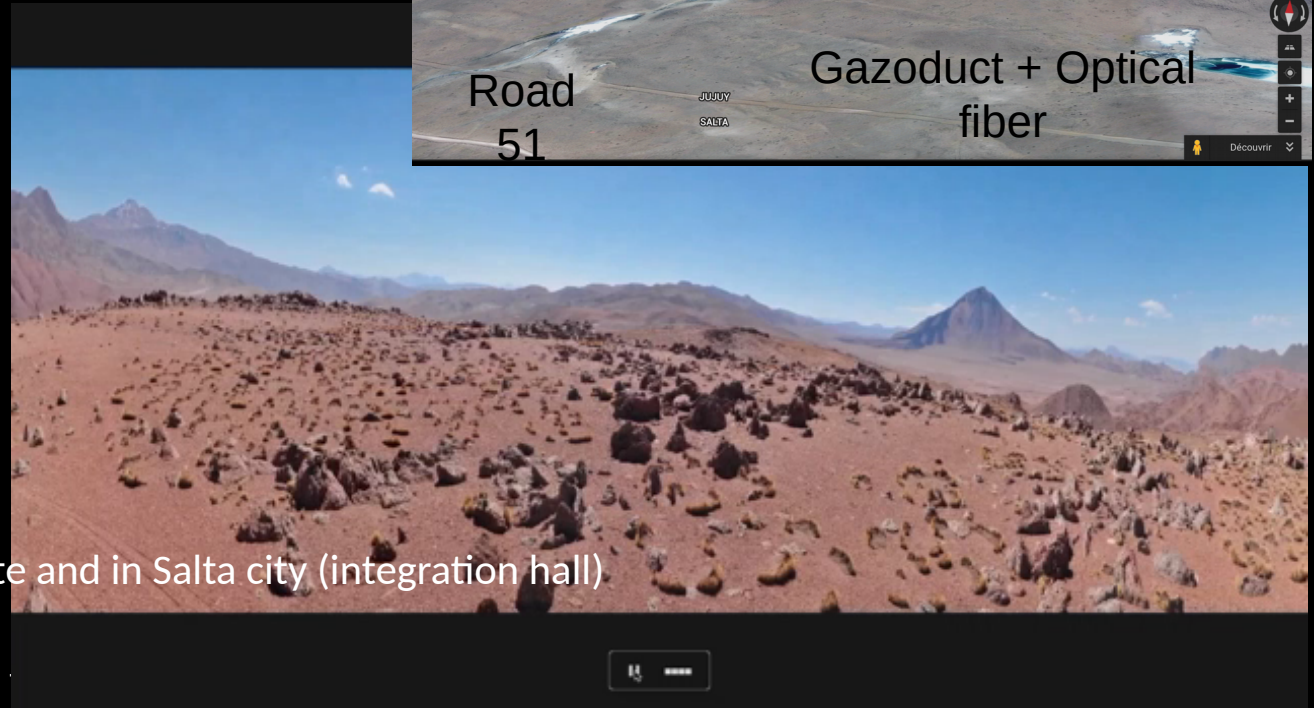 Road
51
Gazoduct + Optical
fiber
JUJUY
SALTA
Découvrir
te and in Salta city (integration hall)